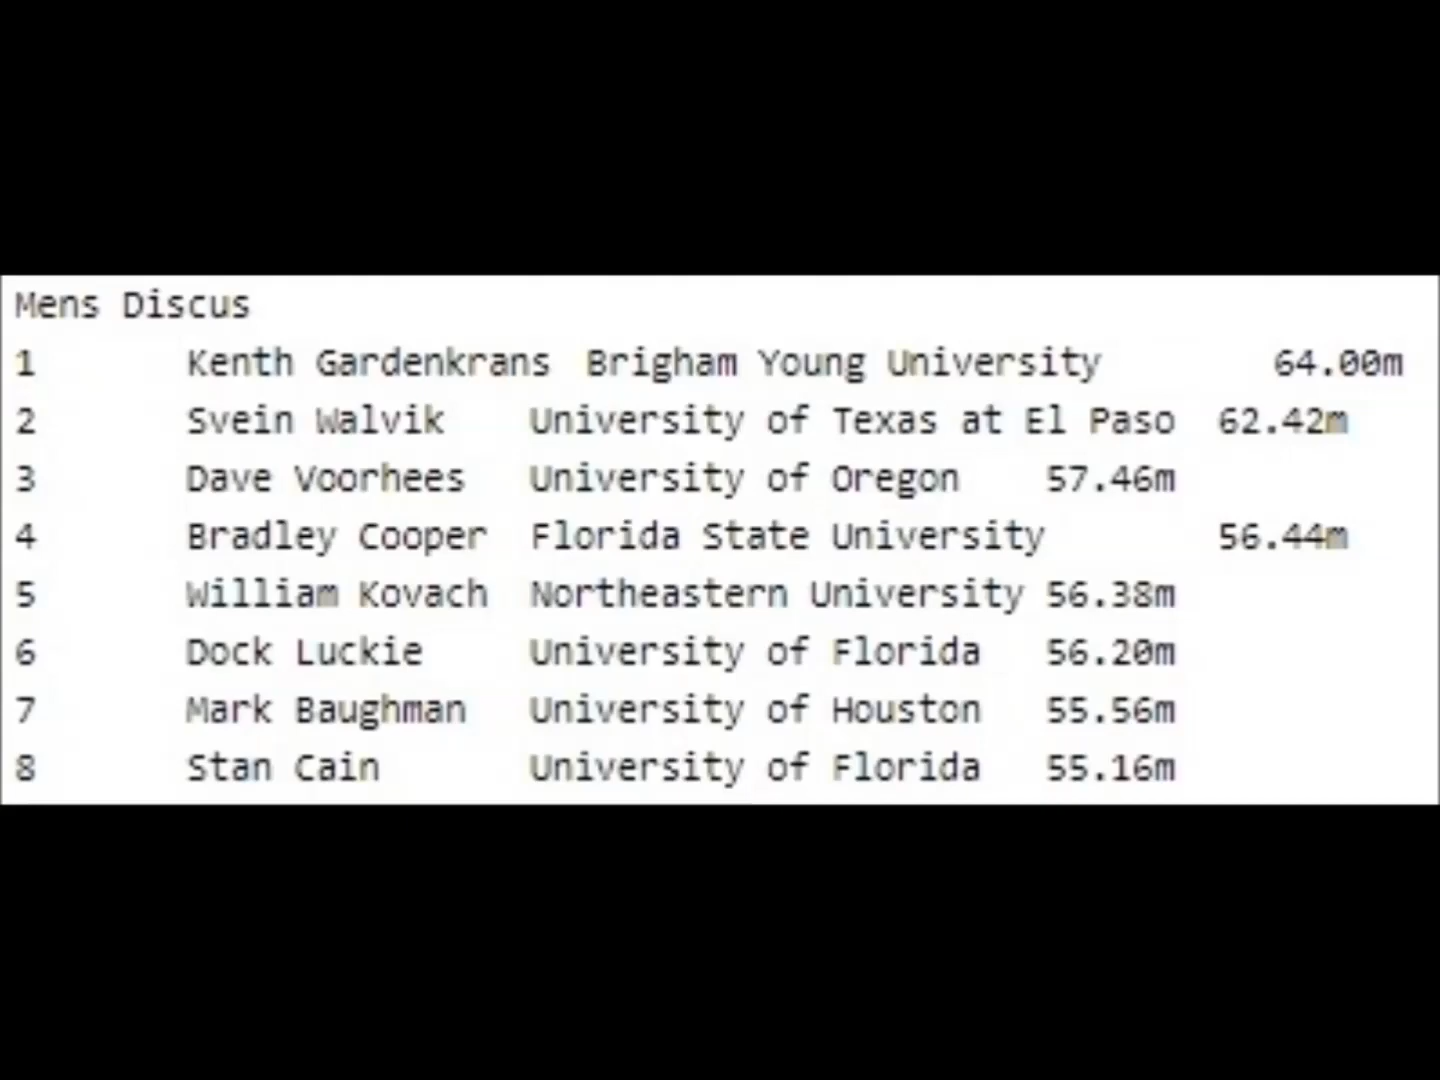 Mens Discus
1 Kenth Gardenkrans Brigham Young University 64.00m
2 Svein Walvik University of Texas at El Paso 62.42m
3 Dave Voorhees University of Oregon 57.46m
4 Bradley Cooper Florida State University 56.44m
5 William Kovach Northeastern University 56.38m
6 Dock Luckie University of Florida 56.20m
7 Mark Baughman University of Houston 55.56m
8 Stan Cain University of Florida 55.16m